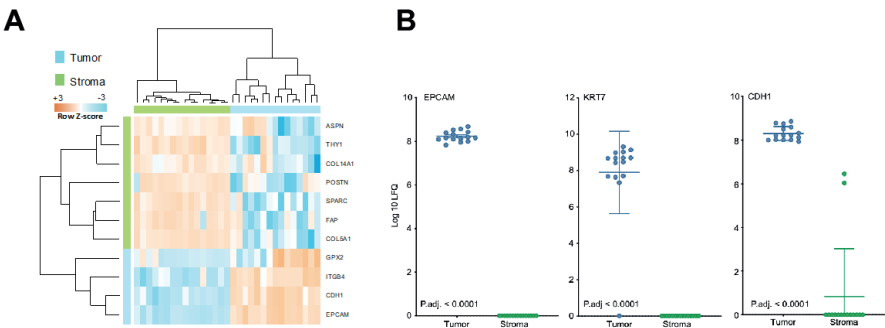 A
B
Tumor
Stroma
+3
−3
Row Z-score
ASPN
THY1
COL14A1
POSTN
SPARC
FAP
COL5A1
GPX2
ITGB4
CDH1
EPCAM
Log 10 LFQ
EPCAM
10
8
6
4
2
0
P.adj. < 0.0001
Tumor Stroma
KRT7
12
10
8
6
4
2
0
P.adj. < 0.0001
Tumor Stroma
CDH1
10
8
6
4
2
0
P.adj. < 0.0001
Tumor Stroma